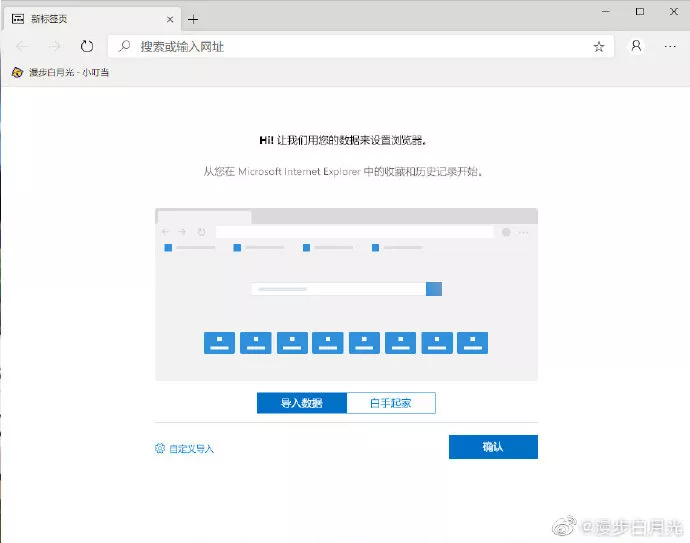 新标签页
搜索或输入网址
漫步白月光 - 小叮当
Hi! 让我们用您的数据来设置浏览器。
从您在 Microsoft Internet Explorer 中的收藏和历史记录开始。
导入数据
白手起家
自定义导入
确认
@漫步白月光